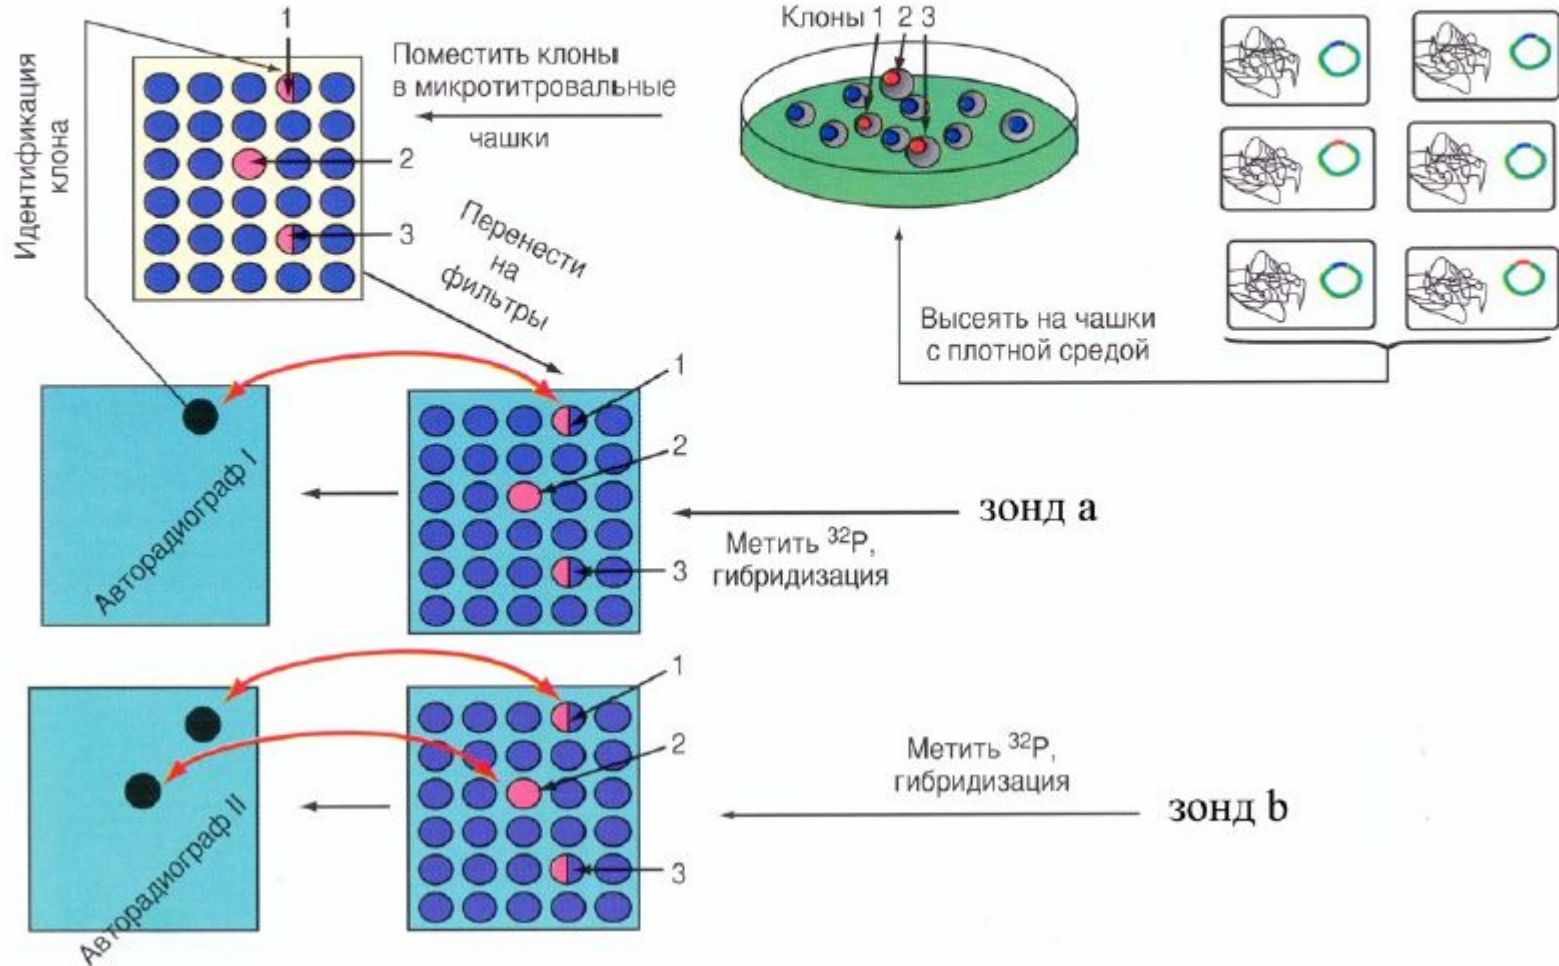 1
Идентификация
клона
Поместить клоны
в микротитровальные
чашки
Клоны 1 2 3
2
3
Перенести
на
фильтры
Высеять на чашки
с плотной средой
1
2
3
Авторадиограф I
Метить ³²P,
гибридизация
зонд a
1
2
3
Авторадиограф II
Метить ³²P,
гибридизация
зонд b